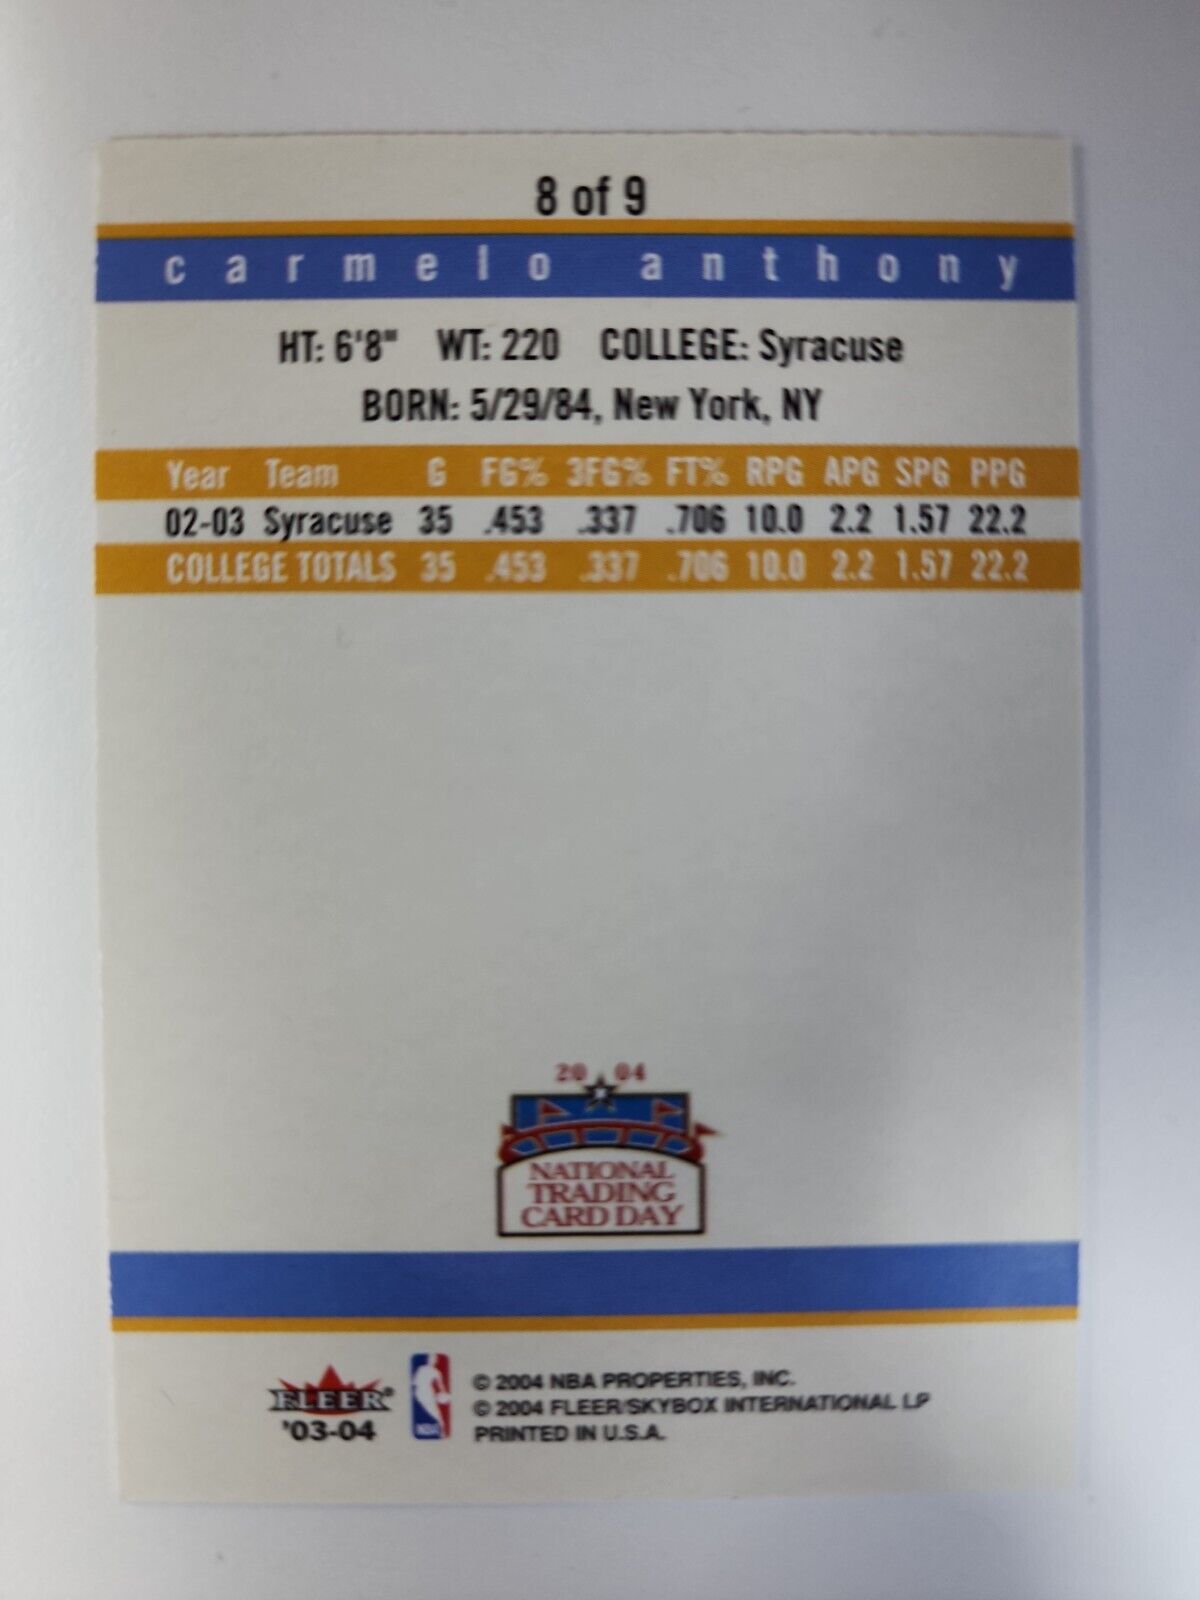 8 of 9
carmelo anthony
HT: 6'8" WT: 220 COLLEGE: Syracuse
BORN: 5/29/84, New York, NY
Year Team G FG% 3FG% FT% RPG APG SPG PPG
02-03 Syracuse 35 .453 .337 .706 10.0 2.2 1.57 22.2
COLLEGE TOTALS 35 .453 .337 .706 10.0 2.2 1.57 22.2
20 04
NATIONAL
TRADING
CARD DAY
FLEER®
'03-04
NBA
© 2004 NBA PROPERTIES, INC.
© 2004 FLEER/SKYBOX INTERNATIONAL LP
PRINTED IN U.S.A.